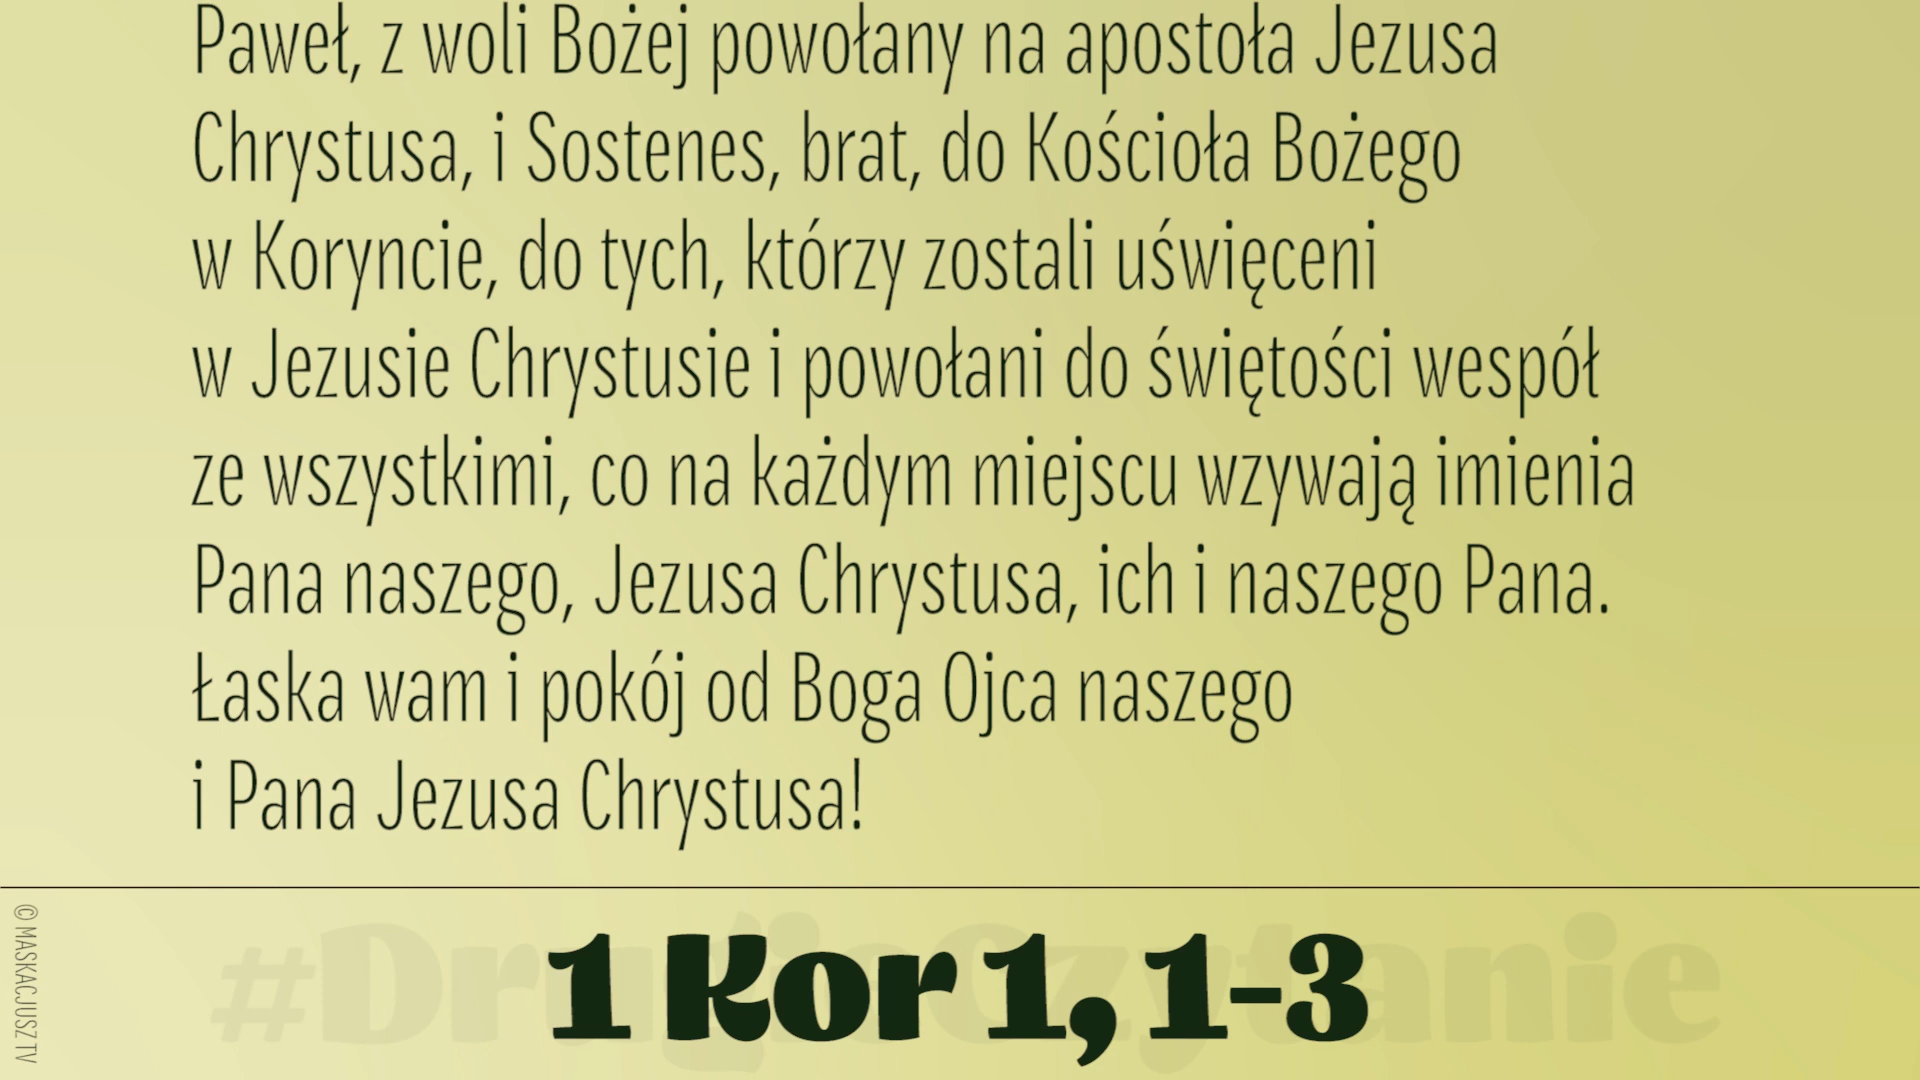 Paweł, z woli Bożej powołany na apostoła Jezusa
Chrystusa, i Sostenes, brat, do Kościoła Bożego
w Koryncie, do tych, którzy zostali uświęceni
w Jezusie Chrystusie i powołani do świętości wespół
ze wszystkimi, co na każdym miejscu wzywają imienia
Pana naszego, Jezusa Chrystusa, ich i naszego Pana.
Łaska wam i pokój od Boga Ojca naszego
i Pana Jezusa Chrystusa!
#DrugieCzytanie
1 Kor 1, 1-3
© MASKACJUSZ TV